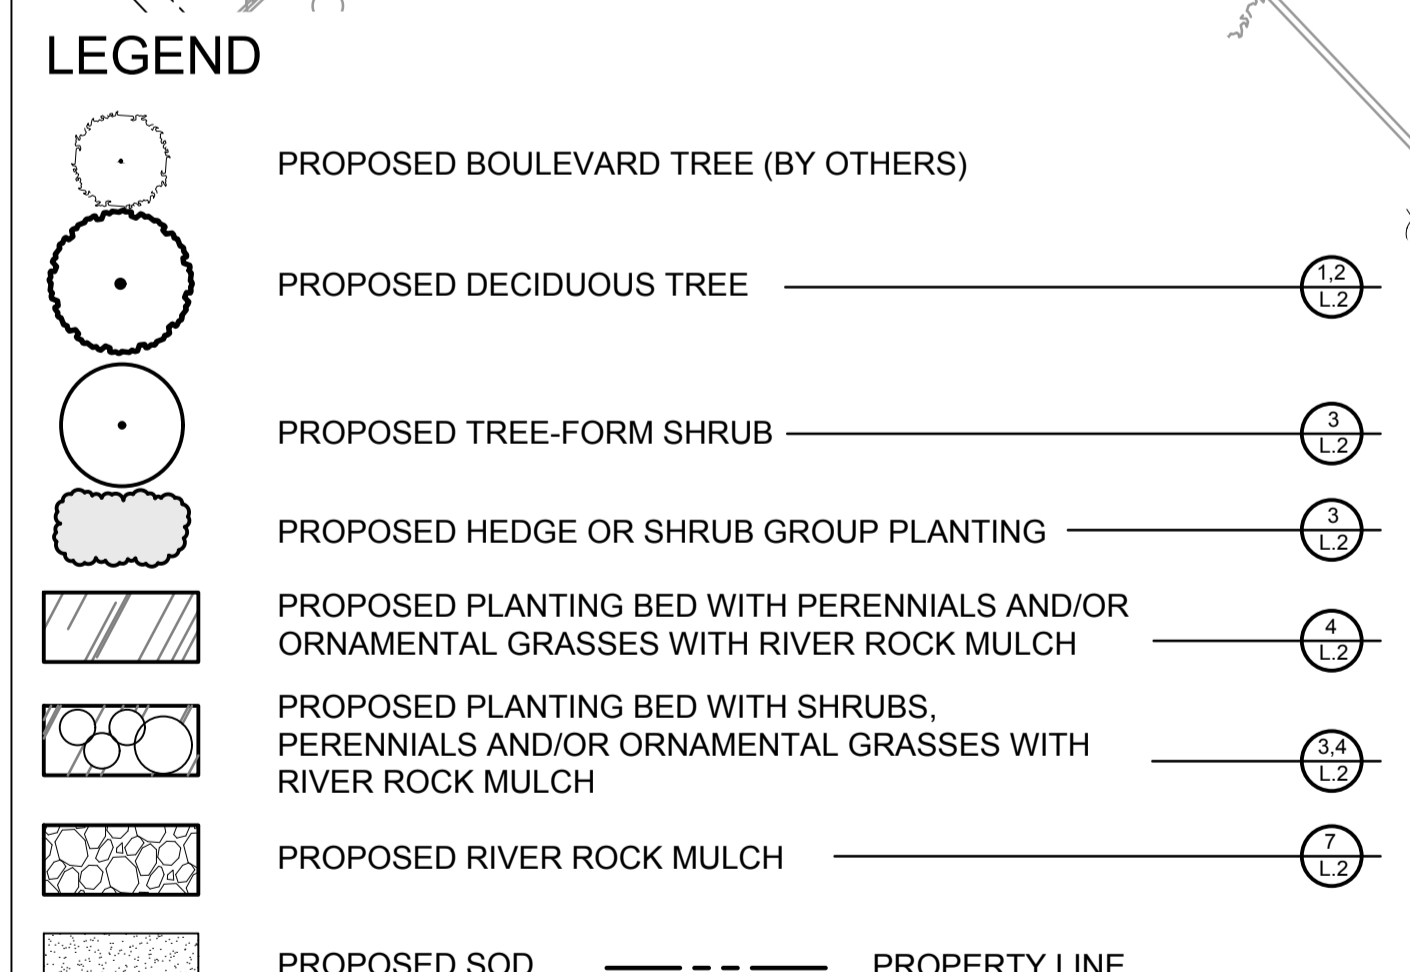 LEGEND
PROPOSED BOULEVARD TREE (BY OTHERS)
PROPOSED DECIDUOUS TREE
1,2
L.2
PROPOSED TREE-FORM SHRUB
3
L.2
PROPOSED HEDGE OR SHRUB GROUP PLANTING
3
L.2
PROPOSED PLANTING BED WITH PERENNIALS AND/OR
ORNAMENTAL GRASSES WITH RIVER ROCK MULCH
4
L.2
PROPOSED PLANTING BED WITH SHRUBS,
PERENNIALS AND/OR ORNAMENTAL GRASSES WITH
RIVER ROCK MULCH
3,4
L.2
PROPOSED RIVER ROCK MULCH
7
L.2
PROPOSED SOD
PROPERTY LINE